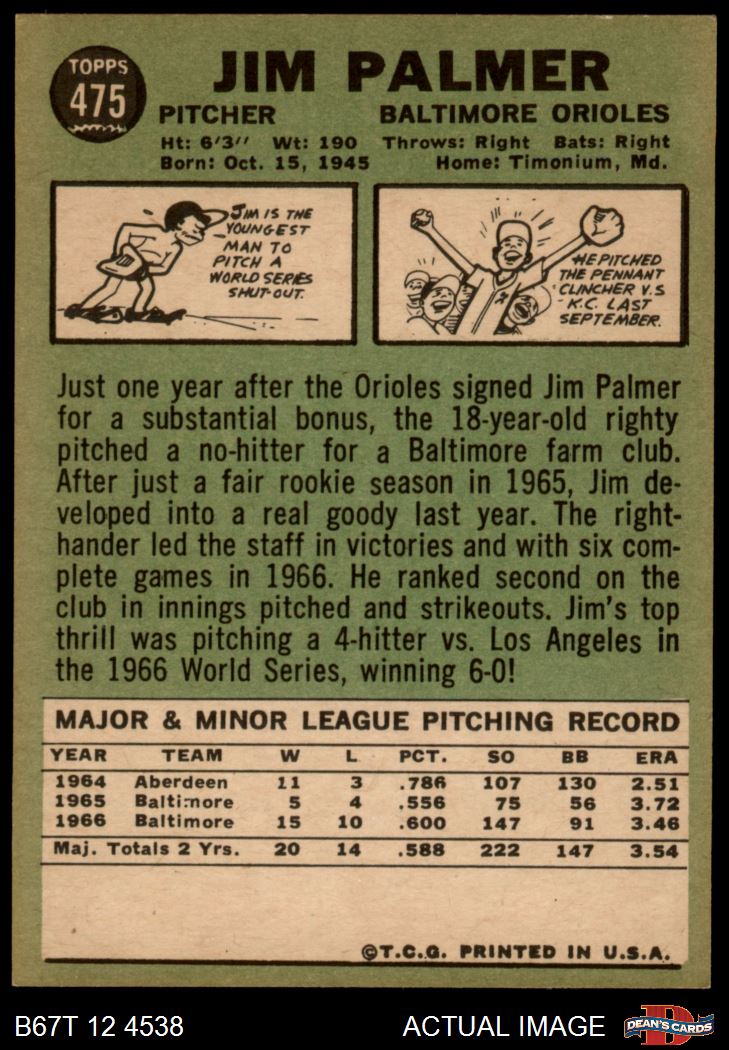 TOPPS
475
JIM PALMER
PITCHER BALTIMORE ORIOLES
Ht: 6'3" Wt: 190 Throws: Right Bats: Right
Born: Oct. 15, 1945 Home: Timonium, Md.
JIM IS THE
YOUNGEST
MAN TO
PITCH A
WORLD SERIES
SHUT-OUT.
HE PITCHED
THE PENNANT
CLINCHER V.S
K.C. LAST
SEPTEMBER.
Just one year after the Orioles signed Jim Palmer
for a substantial bonus, the 18-year-old righty
pitched a no-hitter for a Baltimore farm club.
After just a fair rookie season in 1965, Jim de-
veloped into a real goody last year. The right-
hander led the staff in victories and with six com-
plete games in 1966. He ranked second on the
club in innings pitched and strikeouts. Jim's top
thrill was pitching a 4-hitter vs. Los Angeles in
the 1966 World Series, winning 6-0!
MAJOR & MINOR LEAGUE PITCHING RECORD
YEAR TEAM W L PCT. SO BB ERA
1964 Aberdeen 11 3 .786 107 130 2.51
1965 Baltimore 5 4 .556 75 56 3.72
1966 Baltimore 15 10 .600 147 91 3.46
Maj. Totals 2 Yrs. 20 14 .588 222 147 3.54
©T.C.G. PRINTED IN U.S.A.
B67T 12 4538 ACTUAL IMAGE
D
DEAN'S CARDS